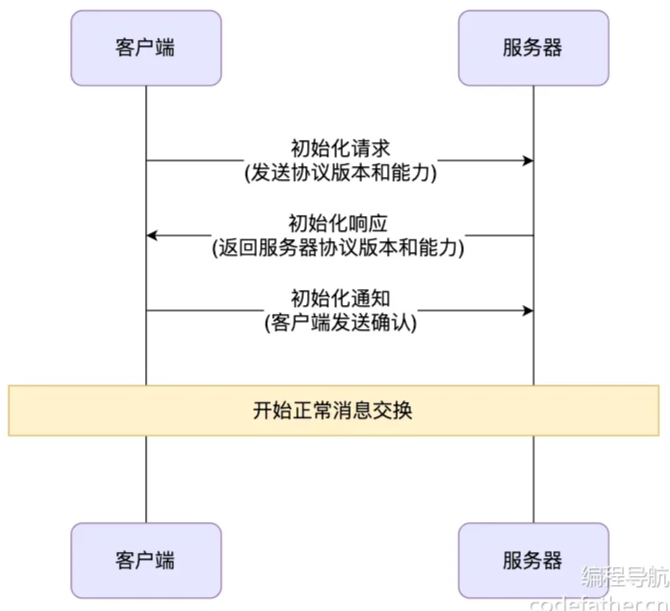 客户端
服务器
初始化请求
(发送协议版本和能力)
初始化响应
(返回服务器协议版本和能力)
初始化通知
(客户端发送确认)
开始正常消息交换
客户端
服务器
编程导航
codefather.cn